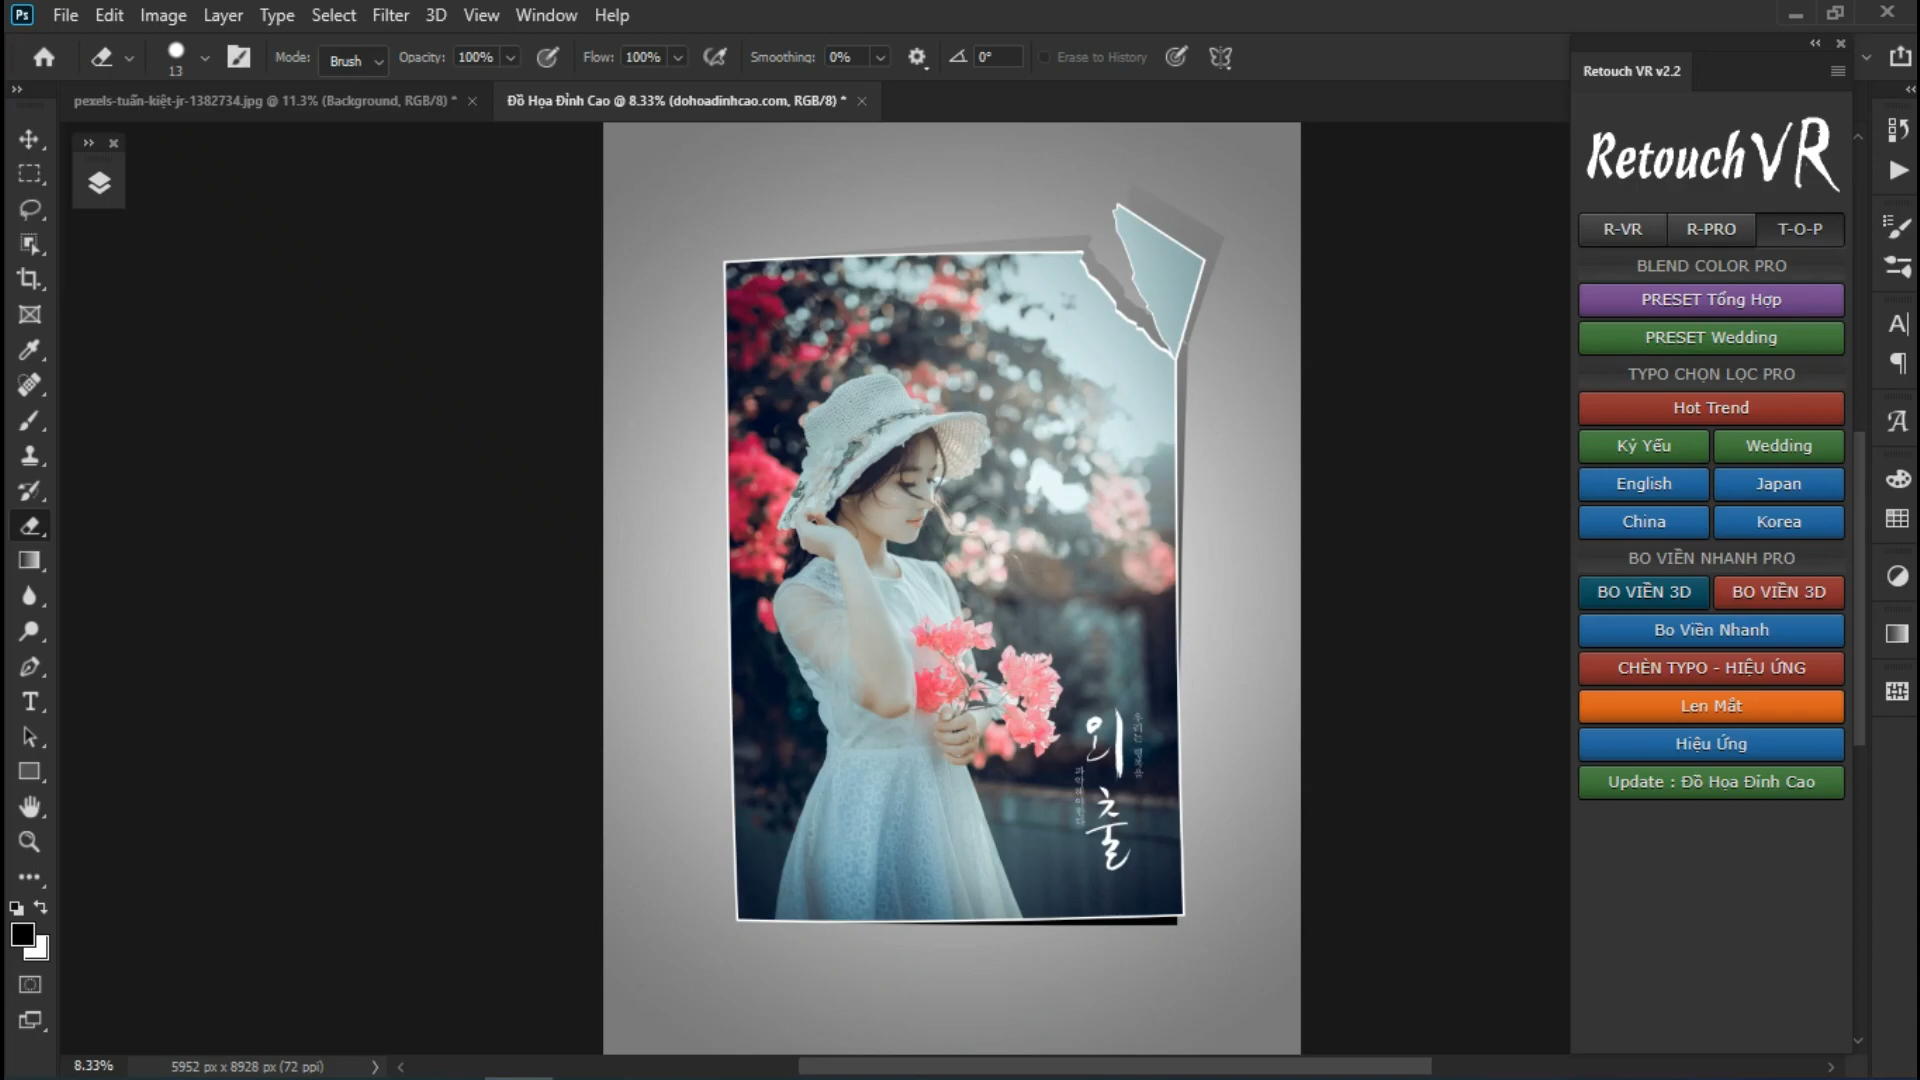 Ps File Edit Image Layer Type Select Filter 3D View Window Help
13 Mode: Brush Opacity: 100% Flow: 100% Smoothing: 0% 0° Erase to History
pexels-tuấn-kiệt-jr-1382734.jpg @ 11.3% (Background, RGB/8) *
Đồ Họa Đỉnh Cao @ 8.33% (dohoadinhcao.com, RGB/8) *
Retouch VR v2.2
RetouchVR
R-VR R-PRO T-O-P
BLEND COLOR PRO
PRESET Tổng Hợp
PRESET Wedding
TYPO CHỌN LỌC PRO
Hot Trend
Kỷ Yếu Wedding
English Japan
China Korea
BO VIỀN NHANH PRO
BO VIỀN 3D BO VIỀN 3D
Bo Viền Nhanh
CHÈN TYPO - HIỆU ỨNG
Len Mắt
Hiệu Ứng
Update : Đồ Họa Đỉnh Cao
외
출
8.33% 5952 px x 8928 px (72 ppi)